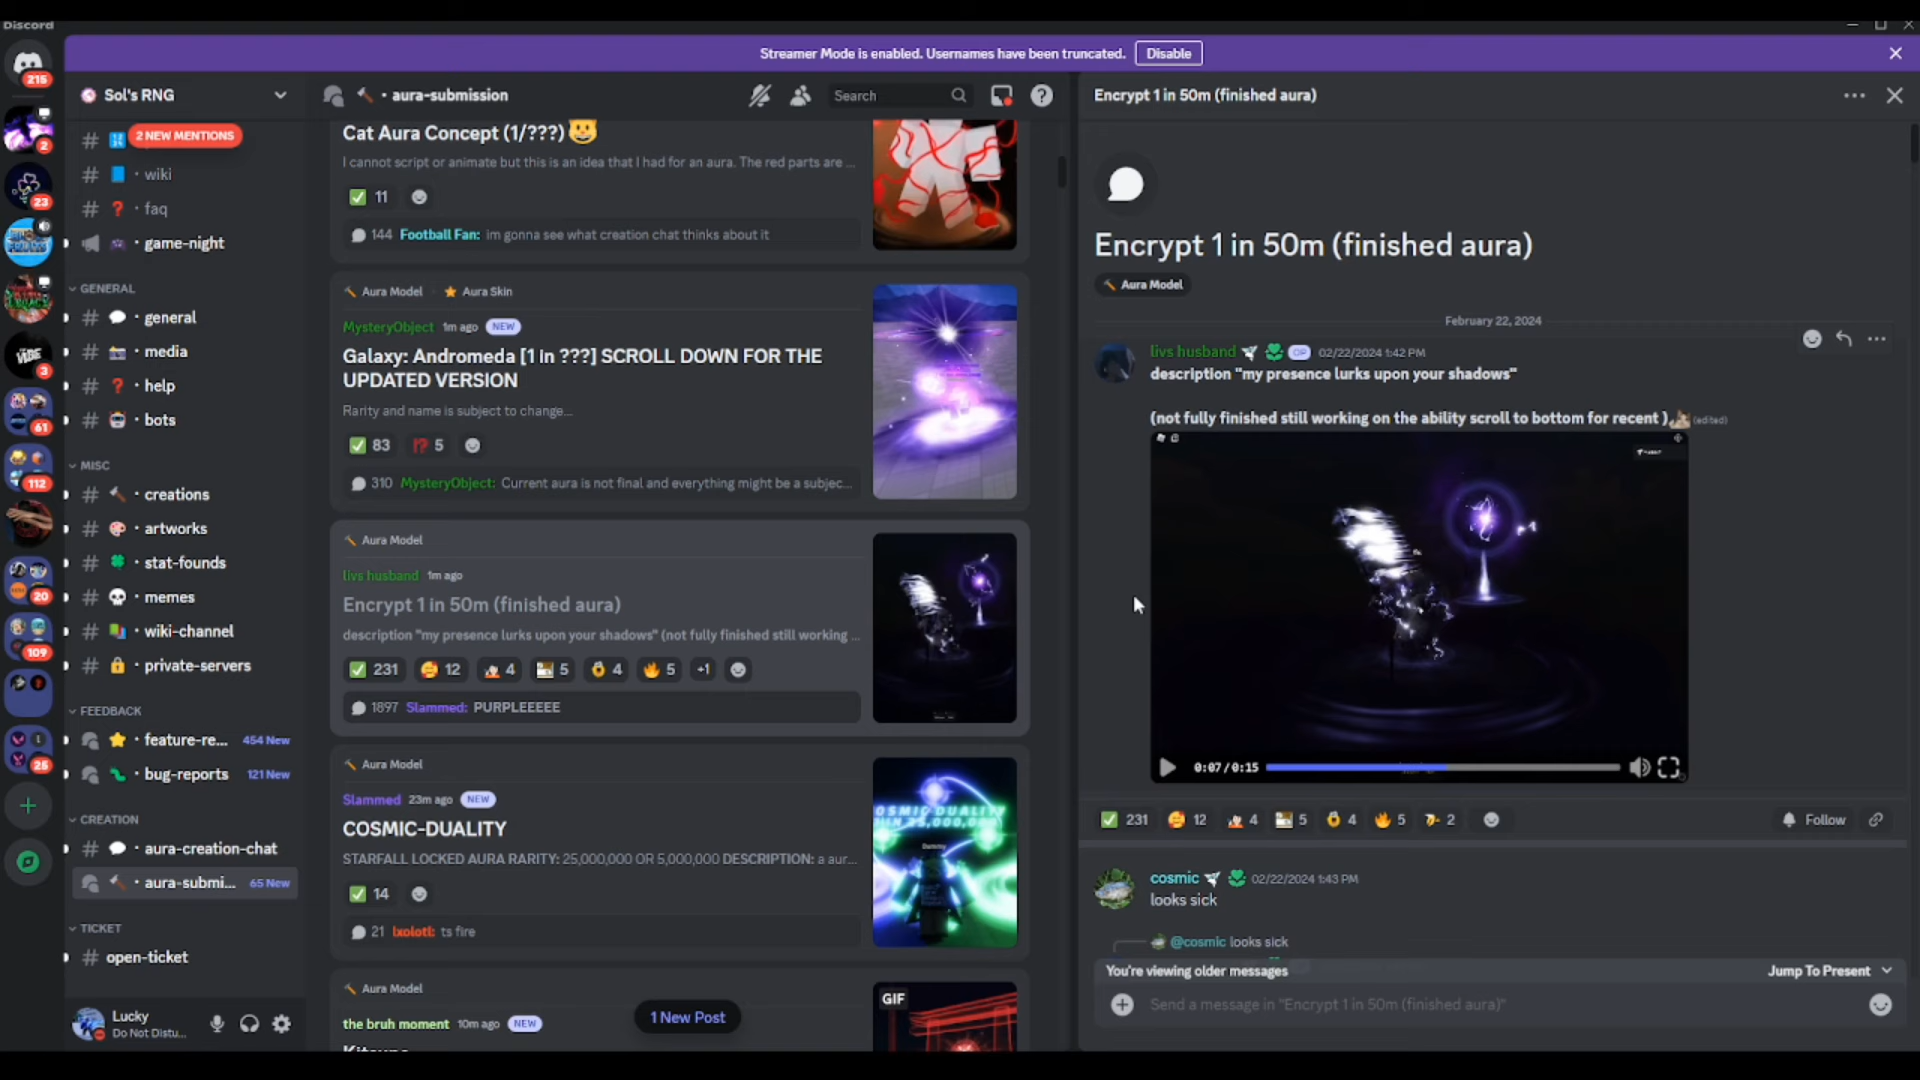 Discord
Streamer Mode is enabled. Usernames have been truncated.
Disable
215
2
23
3
61
112
20
109
25
Sol's RNG
2 NEW MENTIONS
wiki
faq
game-night
GENERAL
general
media
help
bots
MISC
creations
artworks
stat-founds
memes
wiki-channel
private-servers
FEEDBACK
feature-re... 454 New
bug-reports 121 New
CREATION
aura-creation-chat
aura-submi... 65 New
TICKET
open-ticket
Lucky
Do Not Distu...
aura-submission
Search
Cat Aura Concept (1/???)
I cannot script or animate but this is an idea that I had for an aura. The red parts are ...
11
144 Football Fan: im gonna see what creation chat thinks about it
Aura Model Aura Skin
MysteryObject 1m ago NEW
Galaxy: Andromeda [1 in ???] SCROLL DOWN FOR THE
UPDATED VERSION
Rarity and name is subject to change...
83 5
310 MysteryObject: Current aura is not final and everything might be a subjec...
Aura Model
livs husband 1m ago
Encrypt 1 in 50m (finished aura)
description "my presence lurks upon your shadows" (not fully finished still working ...
231 12 4 5 4 5 +1
1897 Slammed: PURPLEEEEE
Aura Model
Slammed 23m ago NEW
COSMIC-DUALITY
STARFALL LOCKED AURA RARITY: 25,000,000 OR 5,000,000 DESCRIPTION: a aur...
14
21 lxolotl: ts fire
Aura Model
the bruh moment 10m ago NEW
1 New Post
GIF
Encrypt 1 in 50m (finished aura)
Encrypt 1 in 50m (finished aura)
Aura Model
February 22, 2024
livs husband OP 02/22/2024 1:42 PM
description "my presence lurks upon your shadows"
(not fully finished still working on the ability scroll to bottom for recent ) (edited)
0:07/0:15
231 12 4 5 4 5 2
Follow
cosmic 02/22/2024 1:43 PM
looks sick
@cosmic looks sick
You're viewing older messages
Jump To Present
Send a message in "Encrypt 1 in 50m (finished aura)"